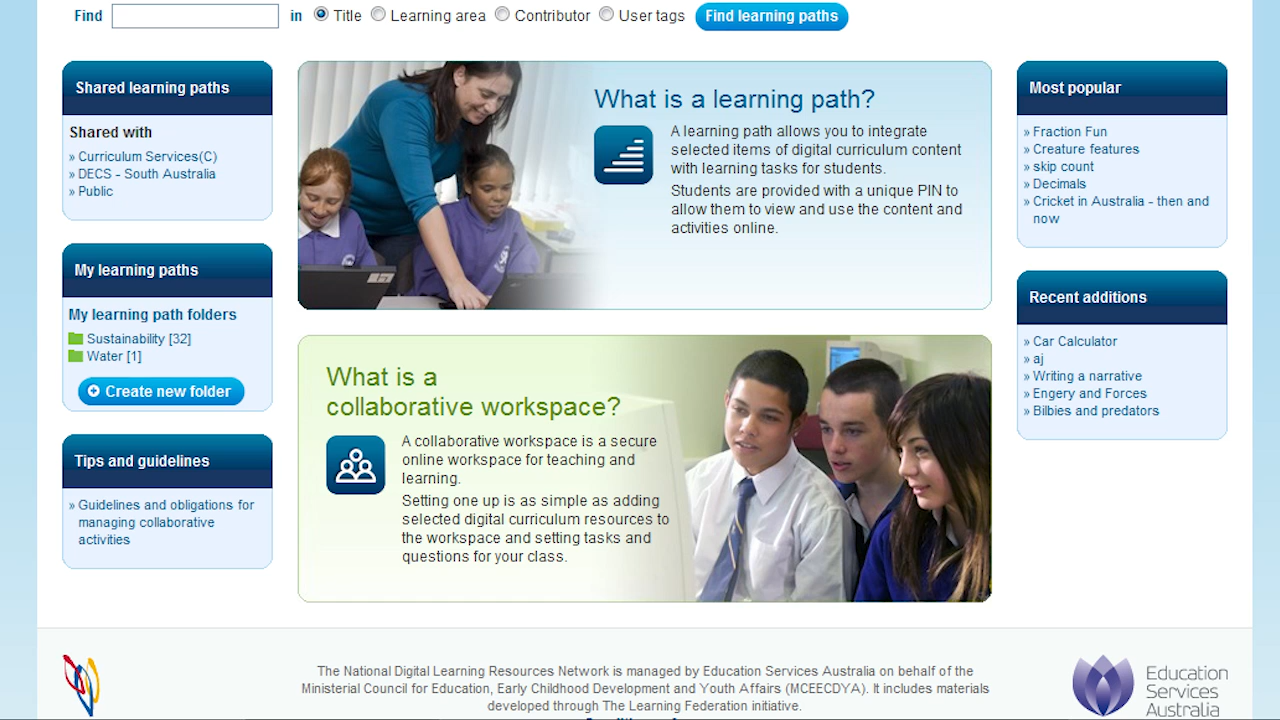 Find in Title Learning area Contributor User tags Find learning paths
Shared learning paths
Shared with
» Curriculum Services(C)
» DECS - South Australia
» Public
My learning paths
My learning path folders
Sustainability [32]
Water [1]
Create new folder
Tips and guidelines
» Guidelines and obligations for
managing collaborative
activities
What is a learning path?
A learning path allows you to integrate
selected items of digital curriculum content
with learning tasks for students.
Students are provided with a unique PIN to
allow them to view and use the content and
activities online.
What is a
collaborative workspace?
A collaborative workspace is a secure
online workspace for teaching and
learning.
Setting one up is as simple as adding
selected digital curriculum resources to
the workspace and setting tasks and
questions for your class.
Most popular
» Fraction Fun
» Creature features
» skip count
» Decimals
» Cricket in Australia - then and
now
Recent additions
» Car Calculator
» aj
» Writing a narrative
» Engery and Forces
» Bilbies and predators
The National Digital Learning Resources Network is managed by Education Services Australia on behalf of the
Ministerial Council for Education, Early Childhood Development and Youth Affairs (MCEECDYA). It includes materials
developed through The Learning Federation initiative.
Education
Services
Australia